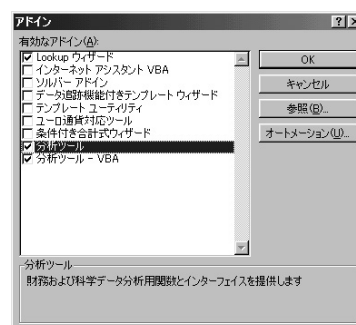 アドイン
有効なアドイン(A):
Lookup ウィザード
インターネット アシスタント VBA
ソルバー アドイン
データ追跡機能付きテンプレート ウィザード
テンプレート ユーティリティ
ユーロ通貨対応ツール
条件付き合計式ウィザード
分析ツール
分析ツール - VBA
OK
キャンセル
参照(B)...
オートメーション(U)...
分析ツール
財務および科学データ分析用関数とインターフェイスを提供します